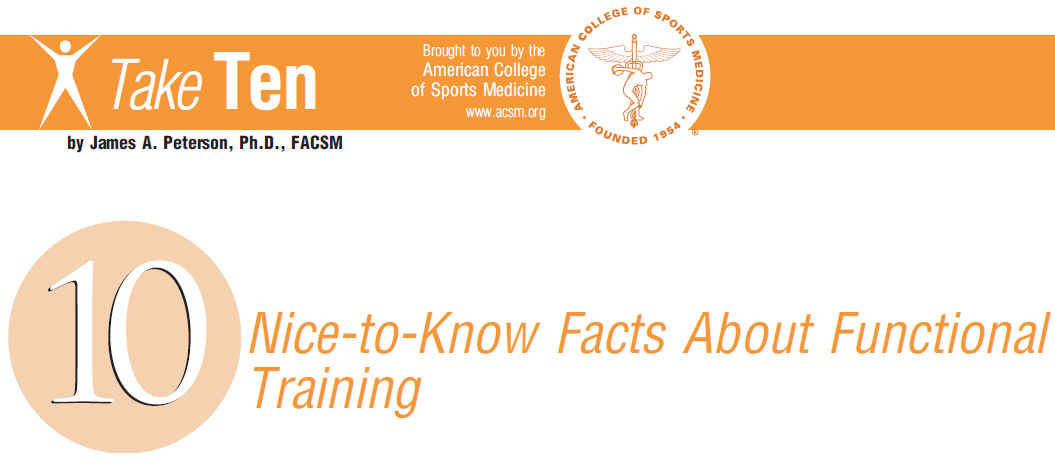 Take Ten
Brought to you by the
American College
of Sports Medicine
www.acsm.org
AMERICAN COLLEGE OF SPORTS MEDICINE
• FOUNDED 1954 •
®
by James A. Peterson, Ph.D., FACSM
10
Nice-to-Know Facts About Functional
Training